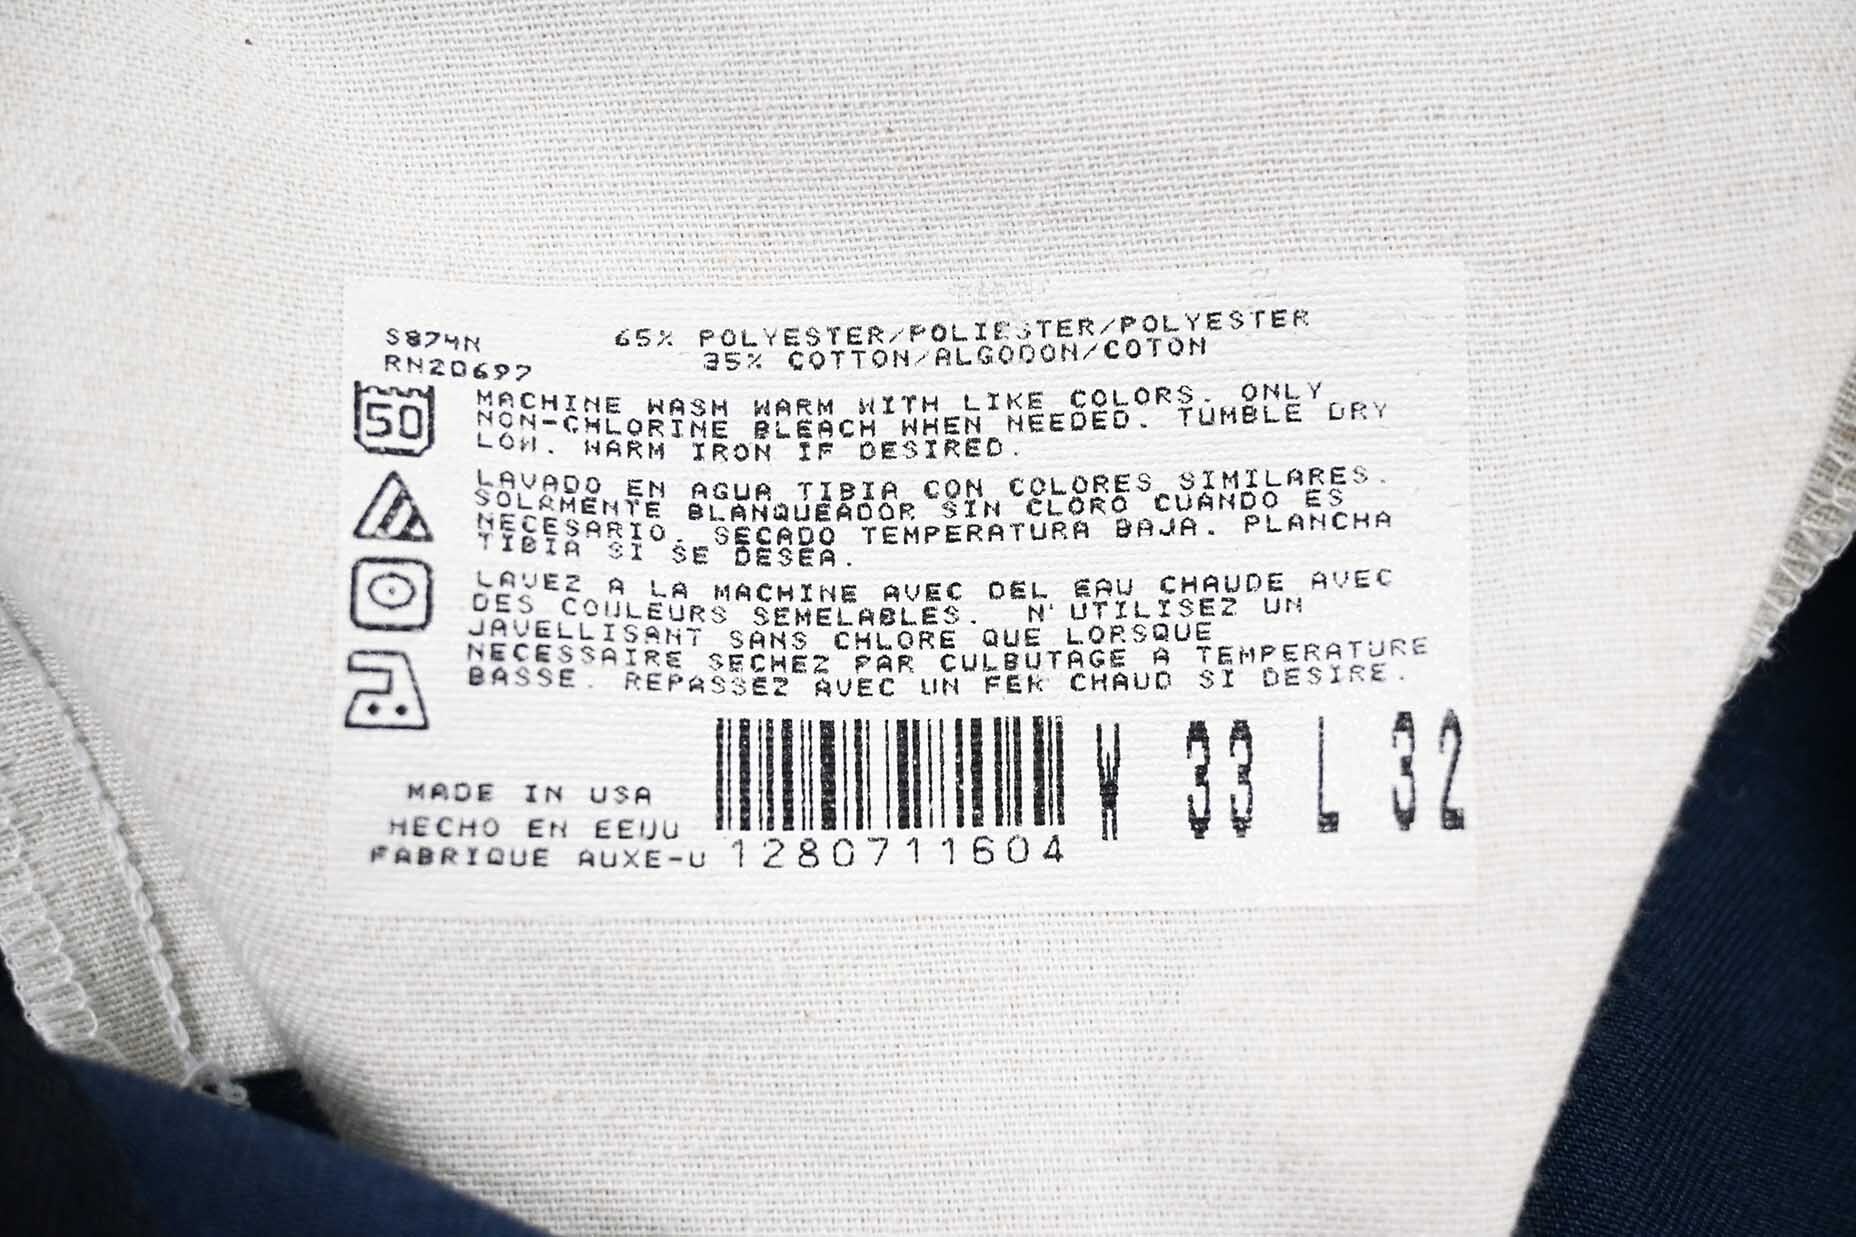 S874N
RN20697
65% POLYESTER/POLIESTER/POLYESTER
35% COTTON/ALGODON/COTON
50
MACHINE WASH WARM WITH LIKE COLORS. ONLY
NON-CHLORINE BLEACH WHEN NEEDED. TUMBLE DRY
LOW. WARM IRON IF DESIRED.
LAVADO EN AGUA TIBIA CON COLORES SIMILARES.
SOLAMENTE BLANQUEADOR SIN CLORO CUANDO ES
NECESARIO. SECADO TEMPERATURA BAJA. PLANCHA
TIBIA SI SE DESEA.
LAVEZ A LA MACHINE AVEC DEL EAU CHAUDE AVEC
DES COULEURS SEMELABLES. N'UTILISEZ UN
JAVELLISANT SANS CHLORE QUE LORSQUE
NECESSAIRE SECHEZ PAR CULBUTAGE A TEMPERATURE
BASSE. REPASSEZ AVEC UN FER CHAUD SI DESIRE.
MADE IN USA
HECHO EN EEUU
FABRIQUE AUXE-U
1280711604
W 33 L 32